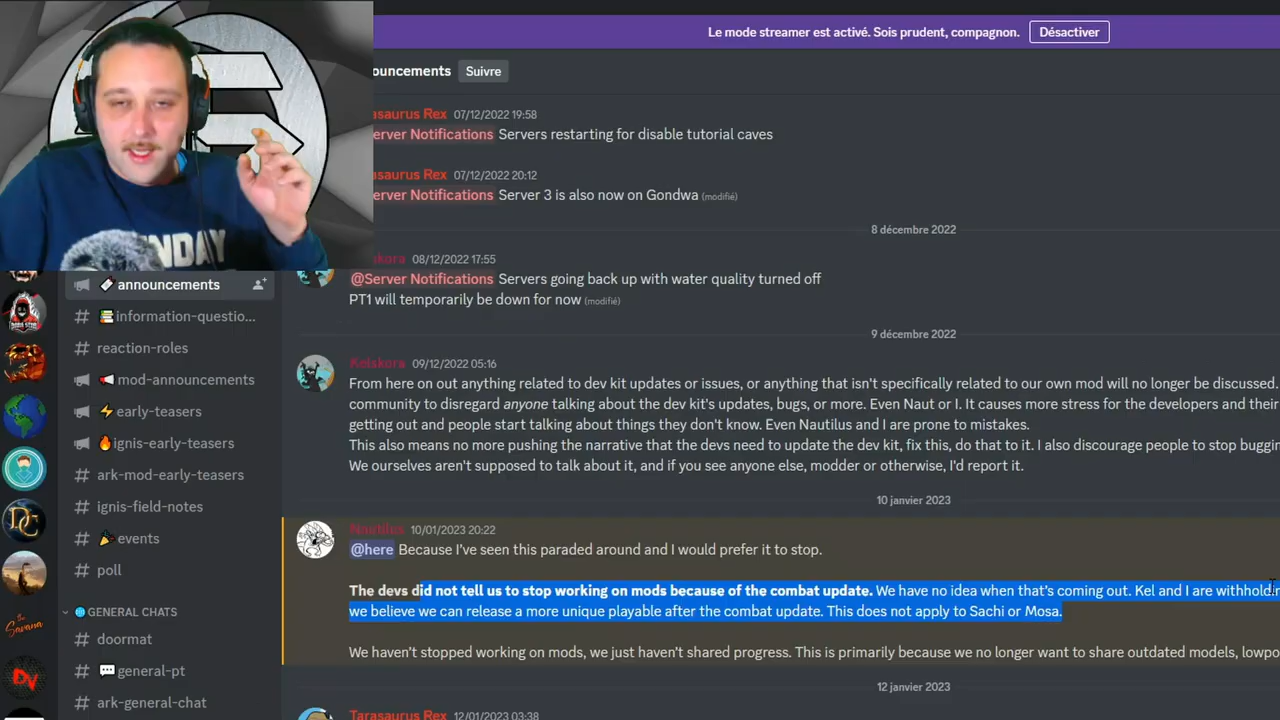 Le mode streamer est activé. Sois prudent, compagnon. Désactiver
ouncements Suivre
asaurus Rex 07/12/2022 19:58
erver Notifications Servers restarting for disable tutorial caves
asaurus Rex 07/12/2022 20:12
erver Notifications Server 3 is also now on Gondwa (modifié)
8 décembre 2022
08/12/2022 17:55
@Server Notifications Servers going back up with water quality turned off
PT1 will temporarily be down for now (modifié)
9 décembre 2022
Kelskora 09/12/2022 05:16
From here on out anything related to dev kit updates or issues, or anything that isn't specifically related to our own mod will no longer be discussed.
community to disregard anyone talking about the dev kit's updates, bugs, or more. Even Naut or I. It causes more stress for the developers and their
getting out and people start talking about things they don't know. Even Nautilus and I are prone to mistakes.
This also means no more pushing the narrative that the devs need to update the dev kit, fix this, do that to it. I also discourage people to stop buggin
We ourselves aren't supposed to talk about it, and if you see anyone else, modder or otherwise, I'd report it.
10 janvier 2023
Nautilus 10/01/2023 20:22
@here Because I've seen this paraded around and I would prefer it to stop.
The devs did not tell us to stop working on mods because of the combat update. We have no idea when that's coming out. Kel and I are withholdin
we believe we can release a more unique playable after the combat update. This does not apply to Sachi or Mosa.
We haven't stopped working on mods, we just haven't shared progress. This is primarily because we no longer want to share outdated models, lowpo
12 janvier 2023
Tarasaurus Rex 12/01/2023 03:38
announcements
information-questio...
reaction-roles
mod-announcements
early-teasers
ignis-early-teasers
ark-mod-early-teasers
ignis-field-notes
events
poll
GENERAL CHATS
doormat
general-pt
ark-general-chat
ENDAY
DC
The Savana
DV